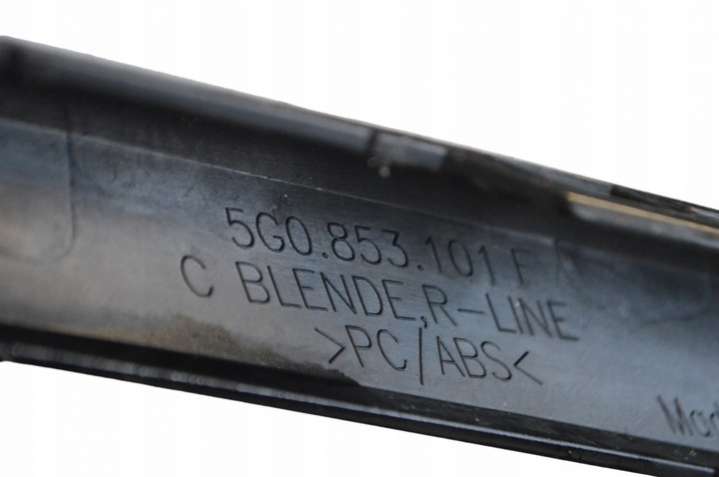 5G0.853.101 F
C BLENDE,R-LINE
>PC/ABS<